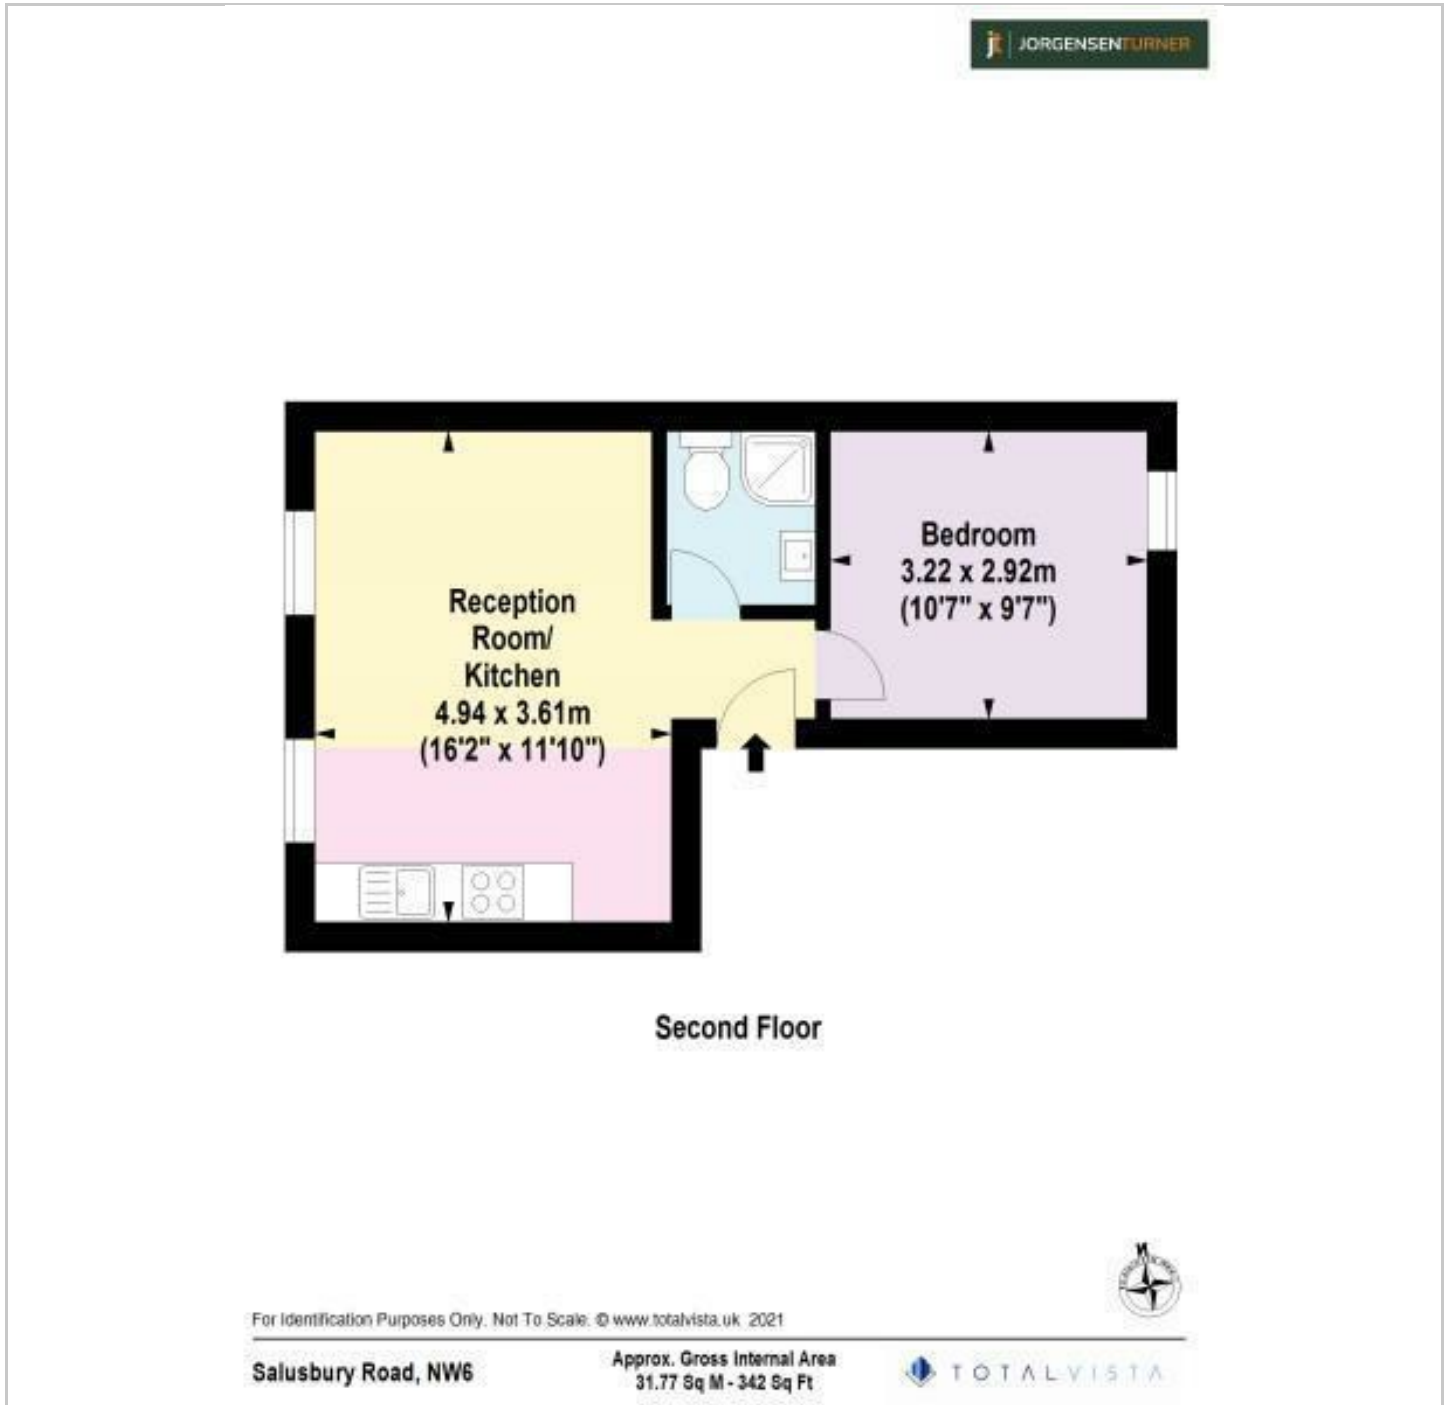 jt JORGENSENTURNER
Reception
Room/
Kitchen
4.94 x 3.61m
(16'2" x 11'10")
Bedroom
3.22 x 2.92m
(10'7" x 9'7")
Second Floor
N
For Identification Purposes Only. Not To Scale. © www.totalvista.uk 2021
Salusbury Road, NW6
Approx. Gross Internal Area
31.77 Sq M - 342 Sq Ft
TOTALVISTA